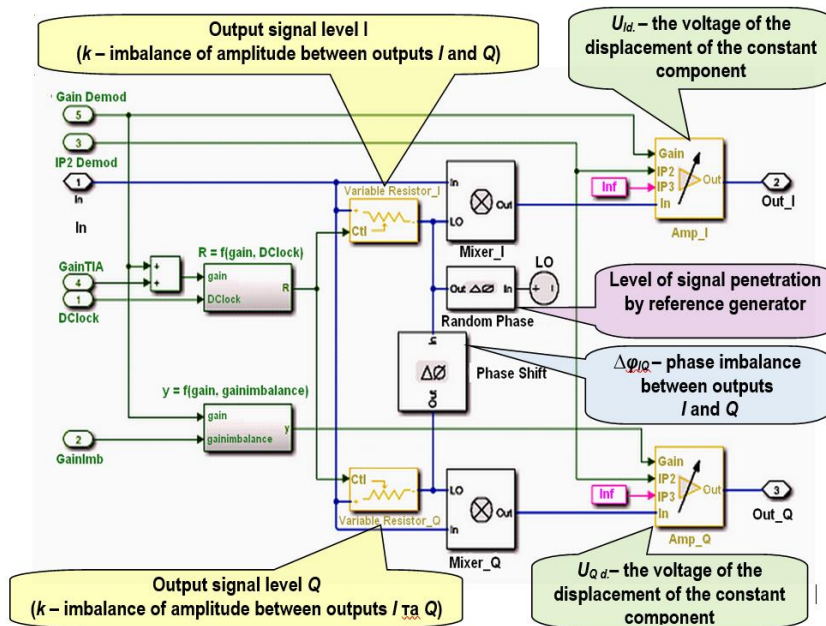 Output signal level I
(k – imbalance of amplitude between outputs I and Q)
U Id. – the voltage of the
displacement of the constant
component
Gain Demod
5
3
IP2 Demod
1
In
In
GainTIA
4
1
DClock
R = f(gain, DClock)
+
+
gain
DClock
R
y = f(gain, gainimbalance)
gain
gainimbalance
y
2
GainImb
Variable Resistor_I
+
-
Ctl
In
LO
Out
Mixer_I
Gain
IP2
IP3
In
Out
Inf
Amp_I
2
Out_I
LO
Out ΔØ In
+
Random Phase
Level of signal penetration
by reference generator
In
ΔØ
Out
Phase Shift
Δφ IQ – phase imbalance
between outputs
I and Q
Ctl
+
-
Variable Resistor_Q
LO
In
Out
Mixer_Q
Gain
IP2
IP3
In
Out
Inf
Amp_Q
3
Out_Q
Output signal level Q
(k – imbalance of amplitude between outputs I та Q)
U Q d. – the voltage of the
displacement of the constant
component